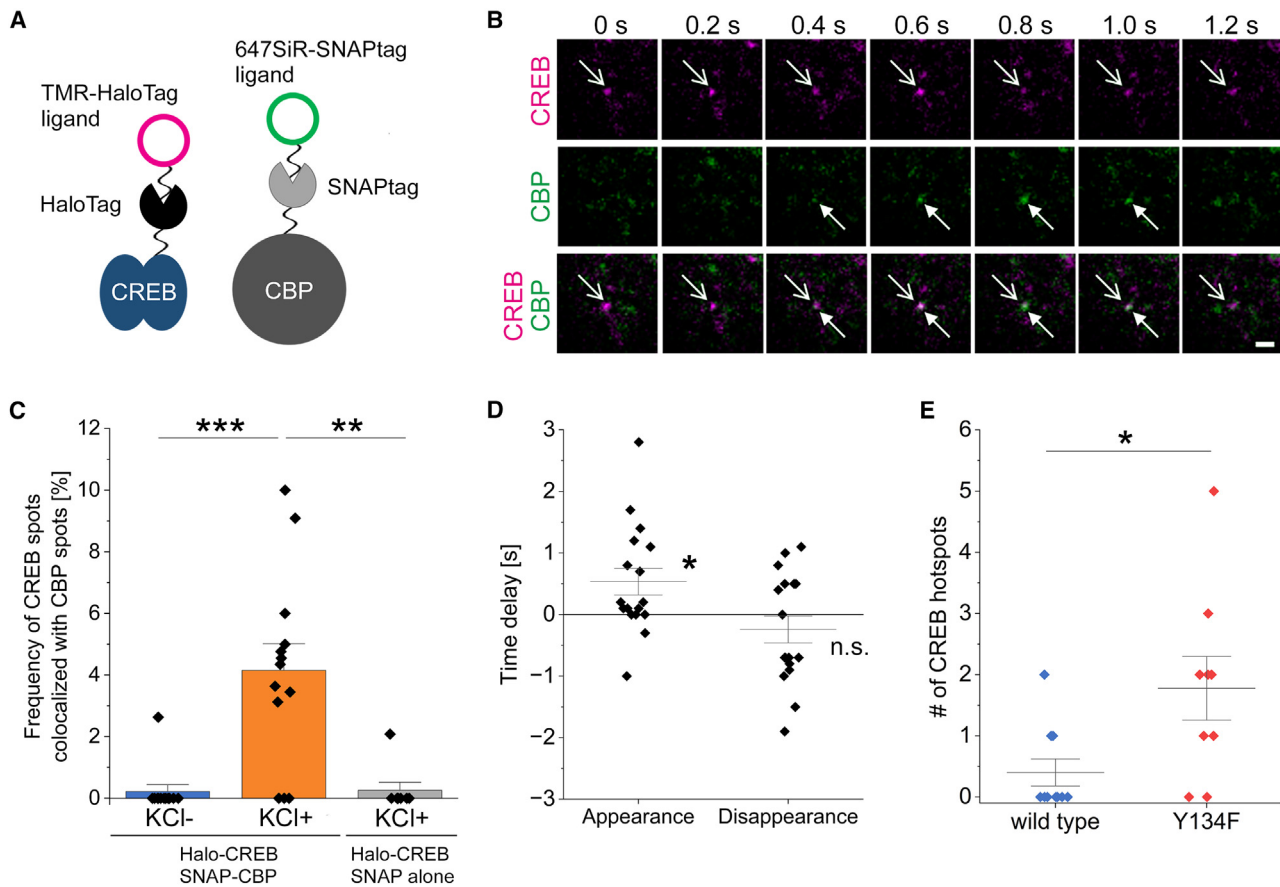 A
TMR-HaloTag
ligand
647SiR-SNAPtag
ligand
HaloTag
SNAPtag
CREB
CBP
B
0 s 0.2 s 0.4 s 0.6 s 0.8 s 1.0 s 1.2 s
CREB
CBP
CREB
CBP
C
Frequency of CREB spots
colocalized with CBP spots [%]
12
10
8
6
4
2
0
***
**
KCl- KCl+ KCl+
Halo-CREB
SNAP-CBP
Halo-CREB
SNAP alone
D
Time delay [s]
3
2
1
0
−1
−2
−3
*
n.s.
Appearance Disappearance
E
# of CREB hotspots
6
5
4
3
2
1
0
*
wild type Y134F